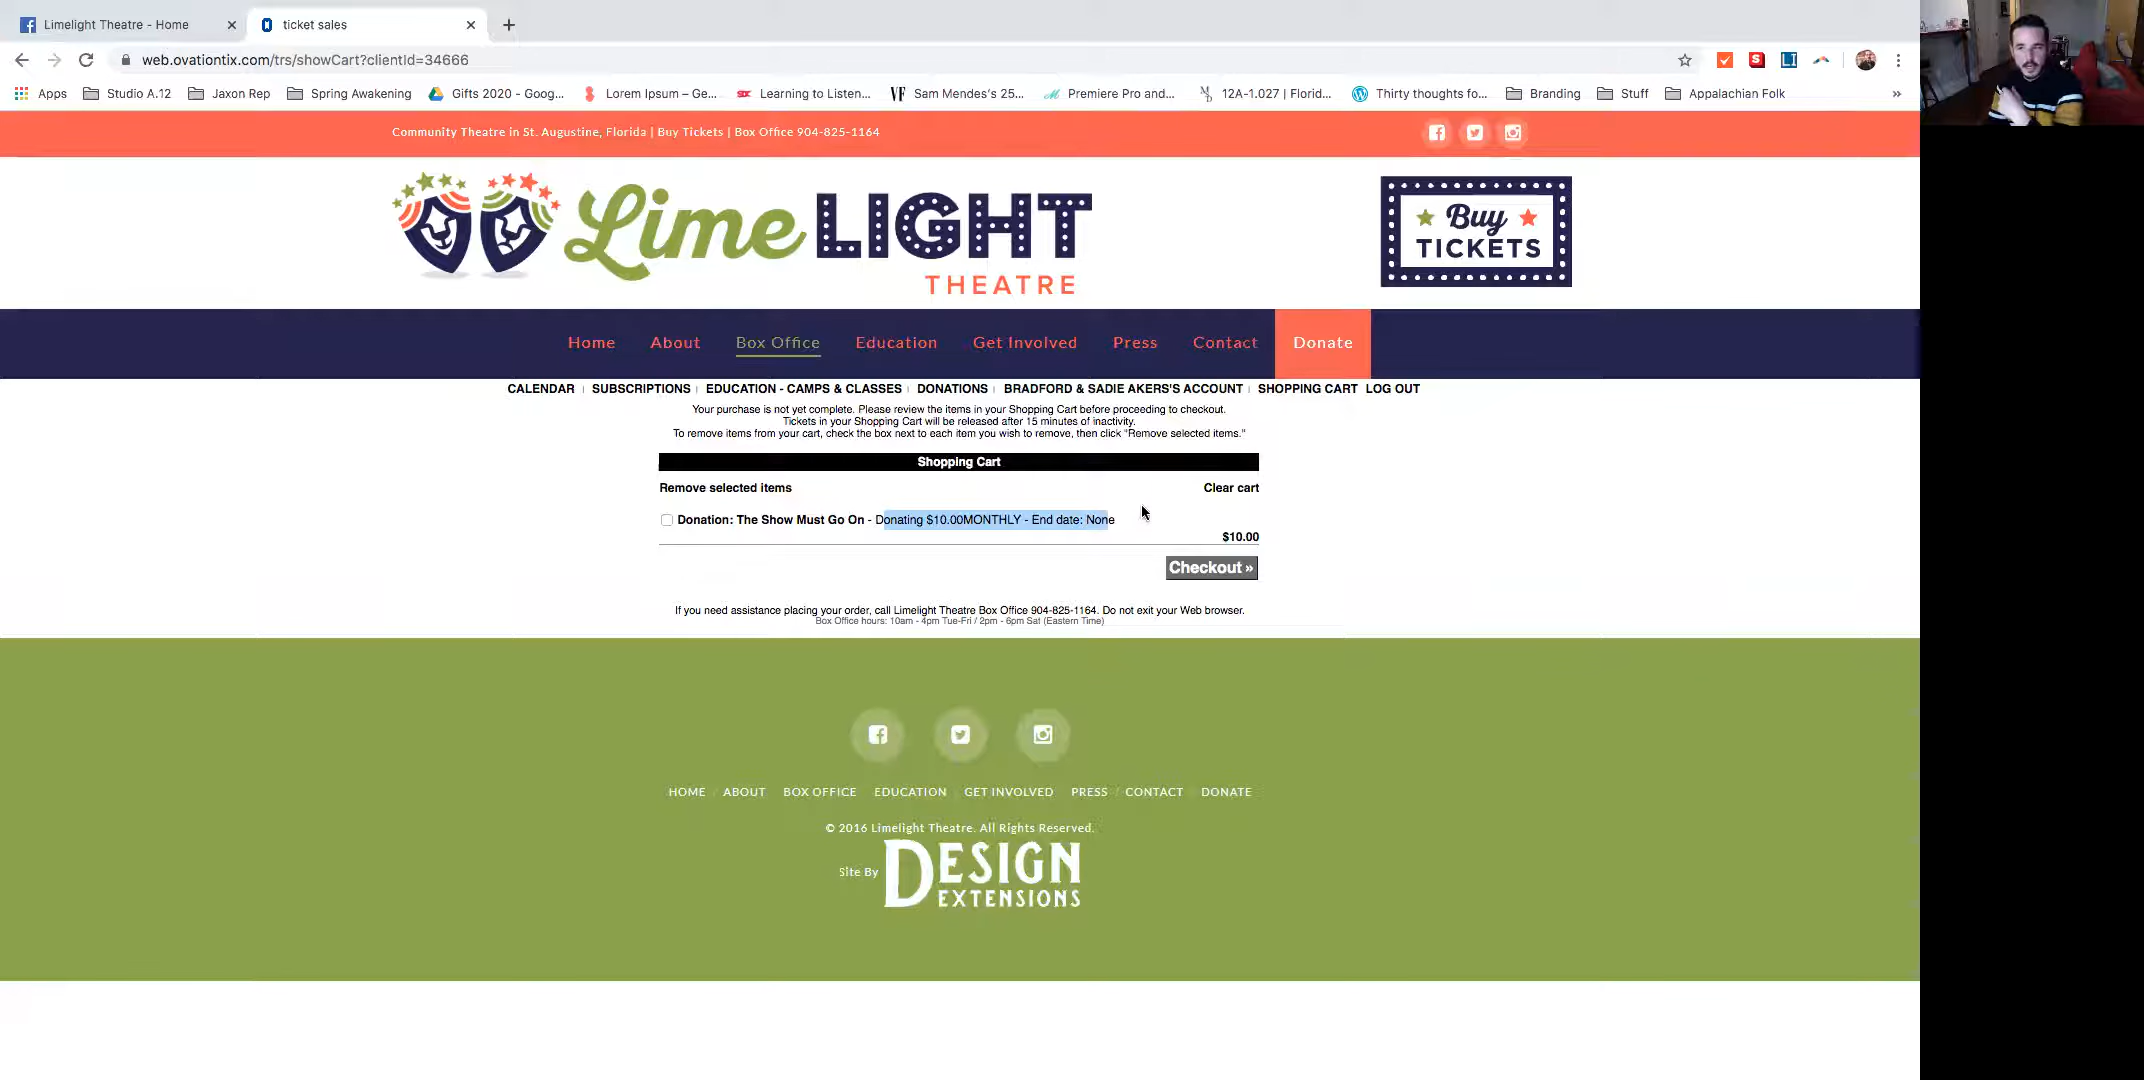 Limelight Theatre - Home
ticket sales
web.ovationtix.com/trs/showCart?clientId=34666
Apps
Studio A.12
Jaxon Rep
Spring Awakening
Gifts 2020 - Goog...
Lorem Ipsum – Ge...
Learning to Listen...
VF
Sam Mendes's 25...
Premiere Pro and...
12A-1.027 | Florid...
Thirty thoughts fo...
Branding
Stuff
Appalachian Folk
»
Community Theatre in St. Augustine, Florida | Buy Tickets | Box Office 904-825-1164
Lime LIGHT
THEATRE
Buy
TICKETS
Home
About
Box Office
Education
Get Involved
Press
Contact
Donate
CALENDAR | SUBSCRIPTIONS | EDUCATION - CAMPS & CLASSES | DONATIONS | BRADFORD & SADIE AKERS'S ACCOUNT | SHOPPING CART LOG OUT
Your purchase is not yet complete. Please review the items in your Shopping Cart before proceeding to checkout.
Tickets in your Shopping Cart will be released after 15 minutes of inactivity.
To remove items from your cart, check the box next to each item you wish to remove, then click "Remove selected items."
Shopping Cart
Remove selected items
Clear cart
Donation: The Show Must Go On - Donating $10.00MONTHLY - End date: None
$10.00
Checkout »
If you need assistance placing your order, call Limelight Theatre Box Office 904-825-1164. Do not exit your Web browser.
Box Office hours: 10am - 4pm Tue-Fri / 2pm - 6pm Sat (Eastern Time)
HOME
ABOUT
BOX OFFICE
EDUCATION
GET INVOLVED
PRESS
CONTACT
DONATE
© 2016 Limelight Theatre. All Rights Reserved.
Site By
DESIGN
EXTENSIONS